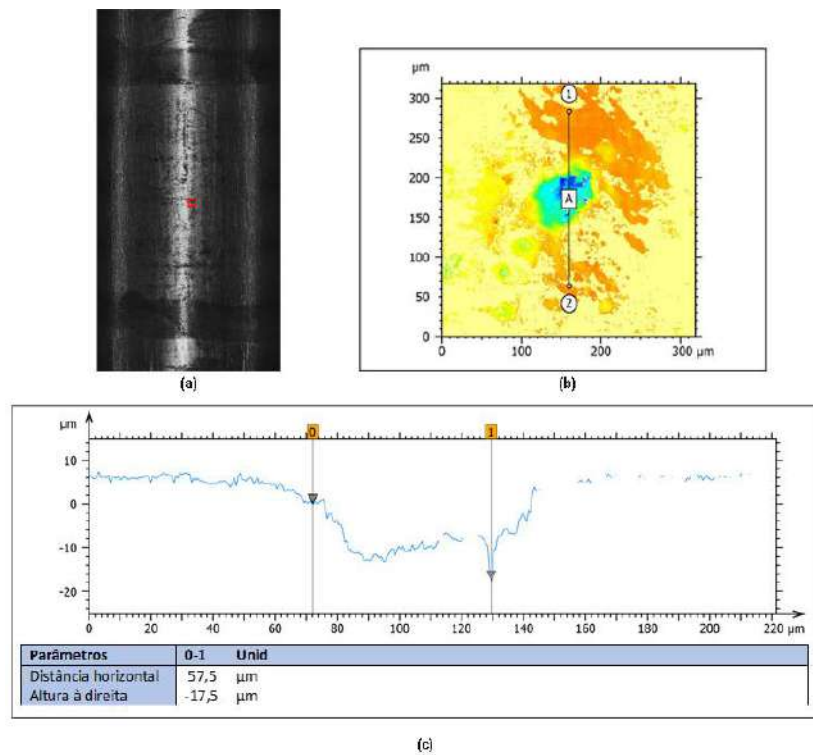 (a)
µm
300
250
200
150
100
50
0
0 100 200 300 µm
1
A
2
(b)
µm
0 1
10
0
-10
-20
0 20 40 60 80 100 120 140 160 180 200 220 µm
Parâmetros 0-1 Unid
Distância horizontal 57,5 µm
Altura à direita -17,5 µm
(c)